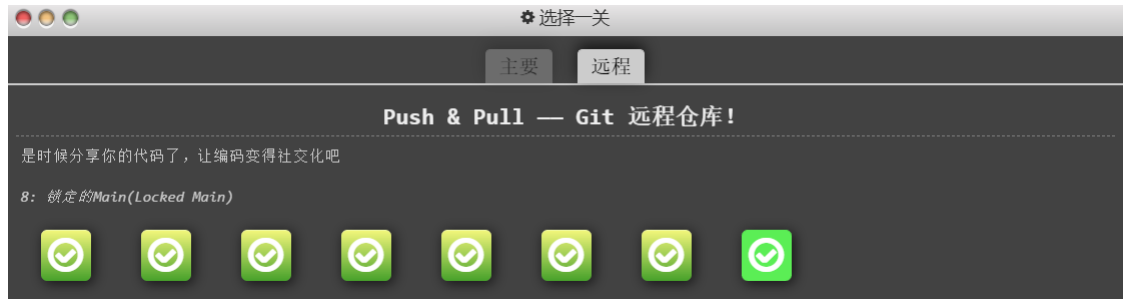 选择一关
主要 远程
Push & Pull —— Git 远程仓库!
是时候分享你的代码了，让编码变得社交化吧
8: 锁定的Main(Locked Main)